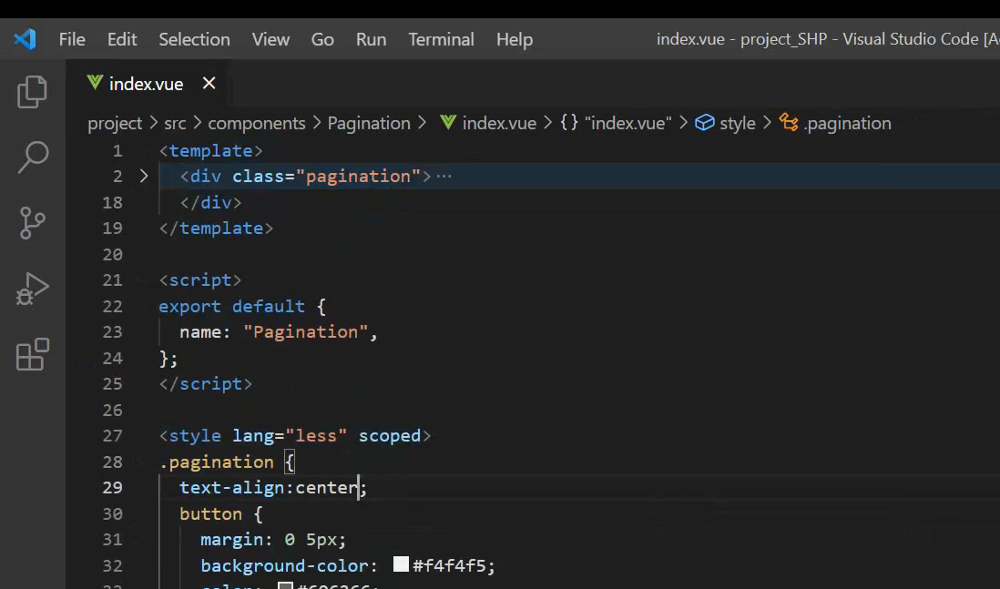 File Edit Selection View Go Run Terminal Help index.vue - project_SHP - Visual Studio Code [A
index.vue
project > src > components > Pagination > index.vue > {} "index.vue" > style > .pagination
1 <template>
2 <div class="pagination">···
18 </div>
19 </template>
20
21 <script>
22 export default {
23 name: "Pagination",
24 };
25 </script>
26
27 <style lang="less" scoped>
28 .pagination {
29 text-align:center;
30 button {
31 margin: 0 5px;
32 background-color: #f4f4f5;